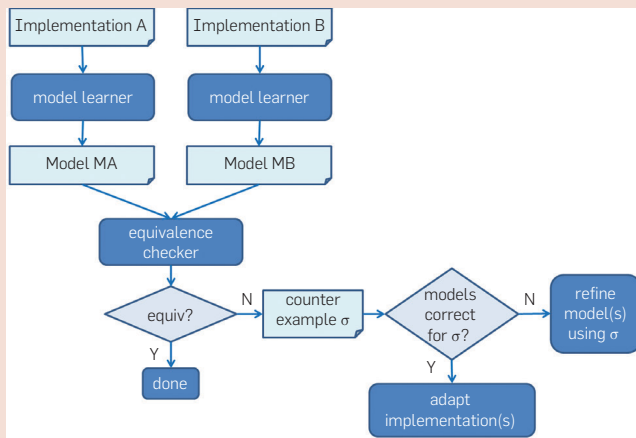 Implementation A
Implementation B
model learner
model learner
Model MA
Model MB
equivalence
checker
equiv?
N
counter
example σ
models
correct
for σ?
N
refine
model(s)
using σ
Y
done
Y
adapt
implementation(s)